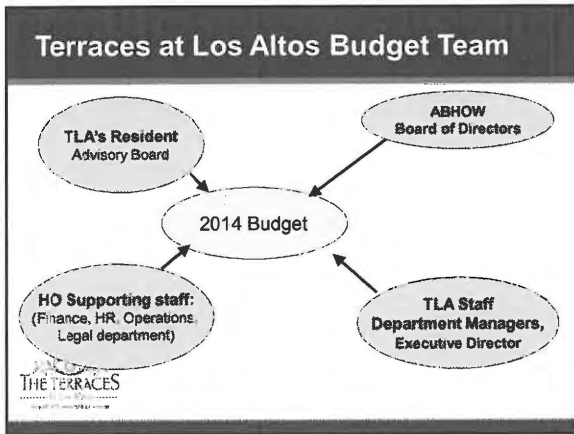 Terraces at Los Altos Budget Team
TLA's Resident
Advisory Board
ABHOW
Board of Directors
2014 Budget
HO Supporting staff:
(Finance, HR, Operations,
Legal department)
TLA Staff
Department Managers,
Executive Director
THE TERRACES